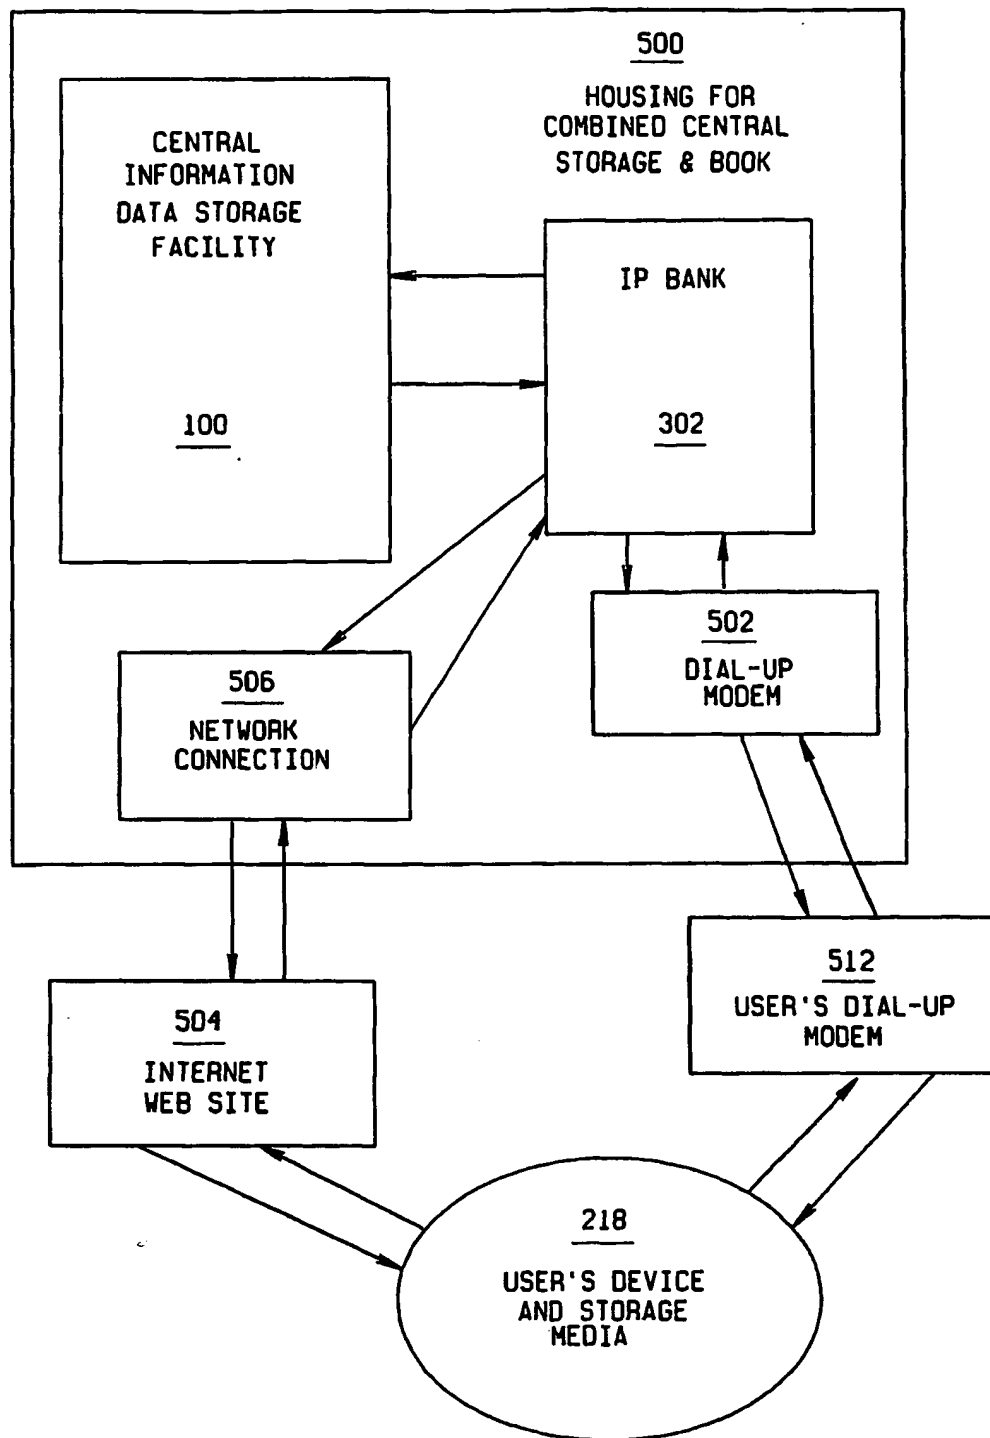 500
HOUSING FOR
COMBINED CENTRAL
STORAGE & BOOK
CENTRAL
INFORMATION
DATA STORAGE
FACILITY
100
IP BANK
302
502
DIAL-UP
MODEM
506
NETWORK
CONNECTION
512
USER'S DIAL-UP
MODEM
504
INTERNET
WEB SITE
218
USER'S DEVICE
AND STORAGE
MEDIA